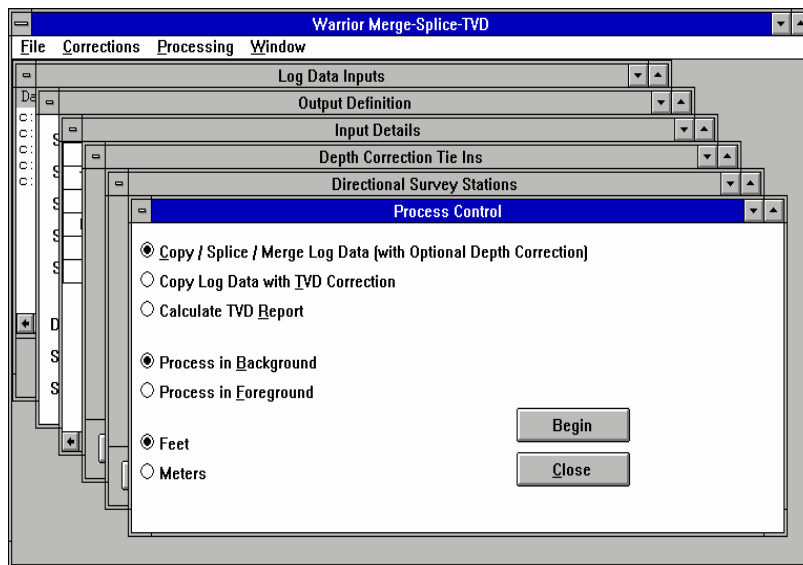 Warrior Merge-Splice-TVD
File Corrections Processing Window
Log Data Inputs
Da
Output Definition
c:
c:
c:
c:
c:
Input Details
S
S
S
S
S
D
S
S
Depth Correction Tie Ins
Directional Survey Stations
Process Control
Copy / Splice / Merge Log Data (with Optional Depth Correction)
Copy Log Data with TVD Correction
Calculate TVD Report
Process in Background
Process in Foreground
Feet
Meters
Begin
Close